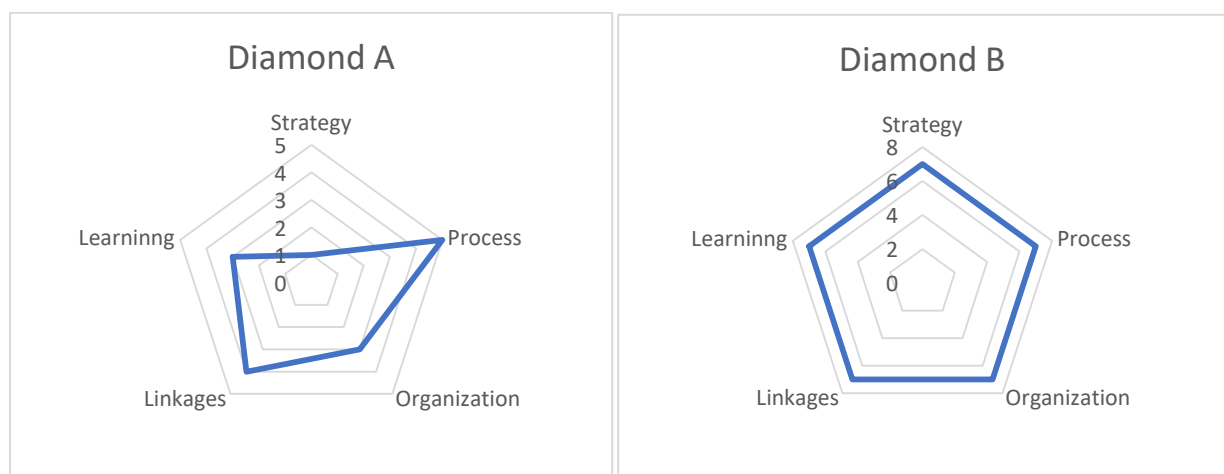 Diamond A
Strategy
5
4
3
2
1
0
Learninng
Process
Linkages
Organization
Diamond B
Strategy
8
6
4
2
0
Learninng
Process
Linkages
Organization